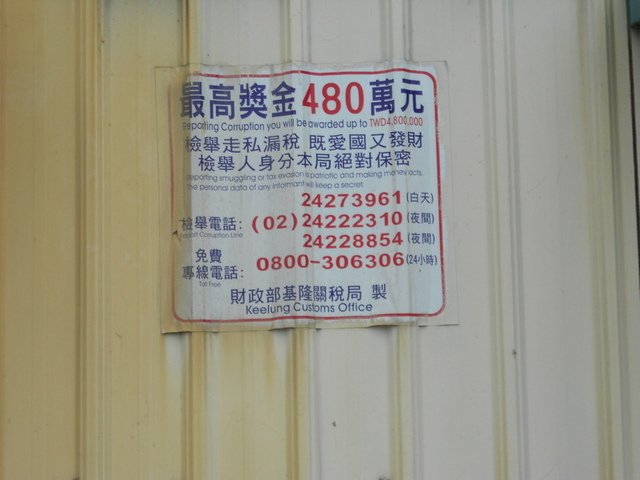 最高獎金480萬元
Reporting Corruption you will be awarded up to TWD4,800,000
檢舉走私漏稅 既愛國又發財
檢舉人身分本局絕對保密
Reporting smuggling or tax evasion is patriotic and making money acts.
The personal data of any informant will keep a secret.
24273961(白天)
檢舉電話:(02)24222310(夜間)
Report Corruption Line
24228854(夜間)
免費
專線電話: 0800-306306(24小時)
Toll Free
財政部基隆關稅局 製
Keelung Customs Office